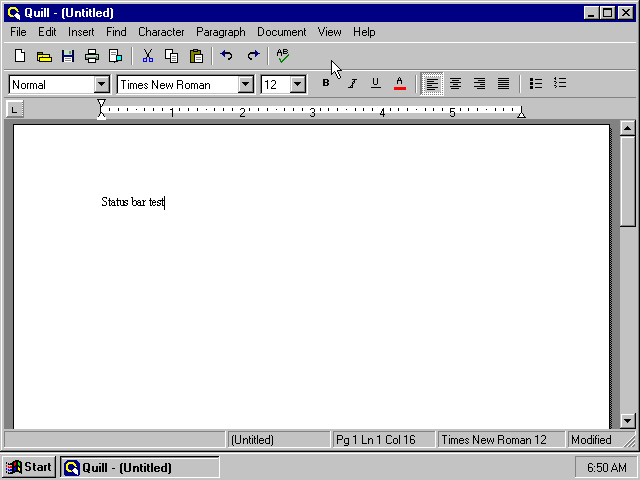 Quill - (Untitled)
File Edit Insert Find Character Paragraph Document View Help
AB
Normal Times New Roman 12 B I U A
L 1 2 3 4 5
Status bar test
(Untitled) Pg 1 Ln 1 Col 16 Times New Roman 12 Modified
Start Quill - (Untitled) 6:50 AM